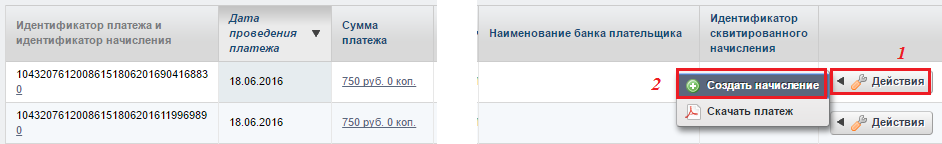 Идентификатор платежа и
идентификатор начисления
Дата
проведения
платежа
Сумма
платежа
Наименование банка плательщика
Идентификатор
сквитированного
начисления
1
10432076120086151806201690416883
0
18.06.2016
750 руб. 0 коп.
2
Создать начисление
Действия
Скачать платеж
10432076120086151806201611996989
0
18.06.2016
750 руб. 0 коп.
Действия